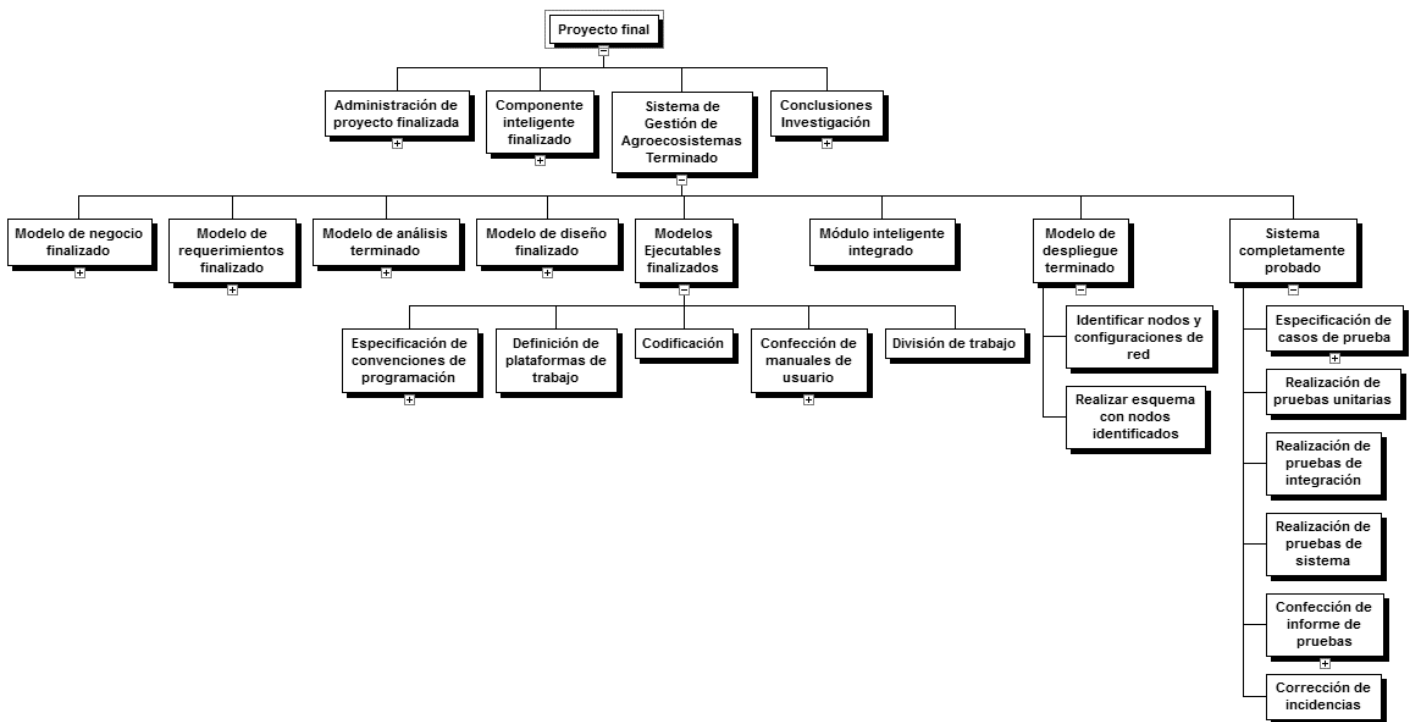 Proyecto final
Administración de
proyecto finalizada
Componente
inteligente
finalizado
Sistema de
Gestión de
Agroecosistemas
Terminado
Conclusiones
Investigación
Modelo de negocio
finalizado
Modelo de
requerimientos
finalizado
Modelo de análisis
terminado
Modelo de diseño
finalizado
Modelos
Ejecutables
finalizados
Módulo inteligente
integrado
Modelo de
despliegue
terminado
Sistema
completamente
probado
Especificación de
convenciones de
programación
Definición de
plataformas de
trabajo
Codificación
Confección de
manuales de
usuario
División de trabajo
Identificar nodos y
configuraciones de
red
Realizar esquema
con nodos
identificados
Especificación de
casos de prueba
Realización de
pruebas unitarias
Realización de
pruebas de
integración
Realización de
pruebas de
sistema
Confección de
informe de
pruebas
Corrección de
incidencias